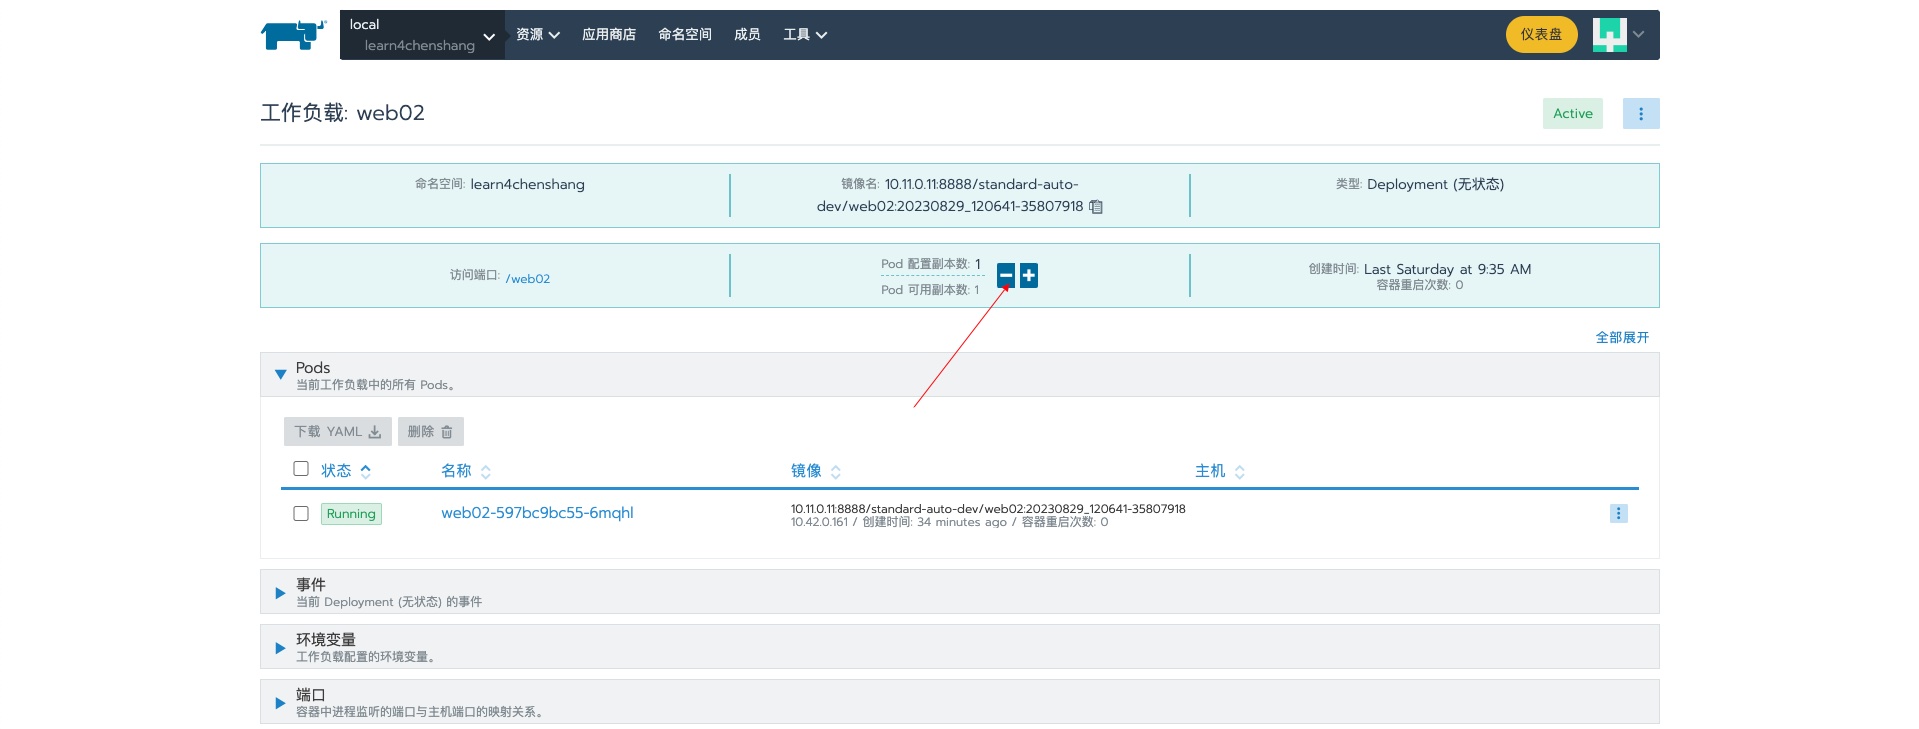 local
learn4chenshang
资源
应用商店
命名空间
成员
工具
仪表盘
工作负载: web02
Active
命名空间: learn4chenshang
镜像名: 10.11.0.11:8888/standard-auto-
dev/web02:20230829_120641-35807918
类型: Deployment (无状态)
访问端口: /web02
Pod 配置副本数: 1
Pod 可用副本数: 1
创建时间: Last Saturday at 9:35 AM
容器重启次数: 0
全部展开
Pods
当前工作负载中的所有 Pods。
下载 YAML
删除
状态
名称
镜像
主机
Running
web02-597bc9bc55-6mqhl
10.11.0.11:8888/standard-auto-dev/web02:20230829_120641-35807918
10.42.0.161 / 创建时间: 34 minutes ago / 容器重启次数: 0
事件
当前 Deployment (无状态) 的事件
环境变量
工作负载配置的环境变量。
端口
容器中进程监听的端口与主机端口的映射关系。